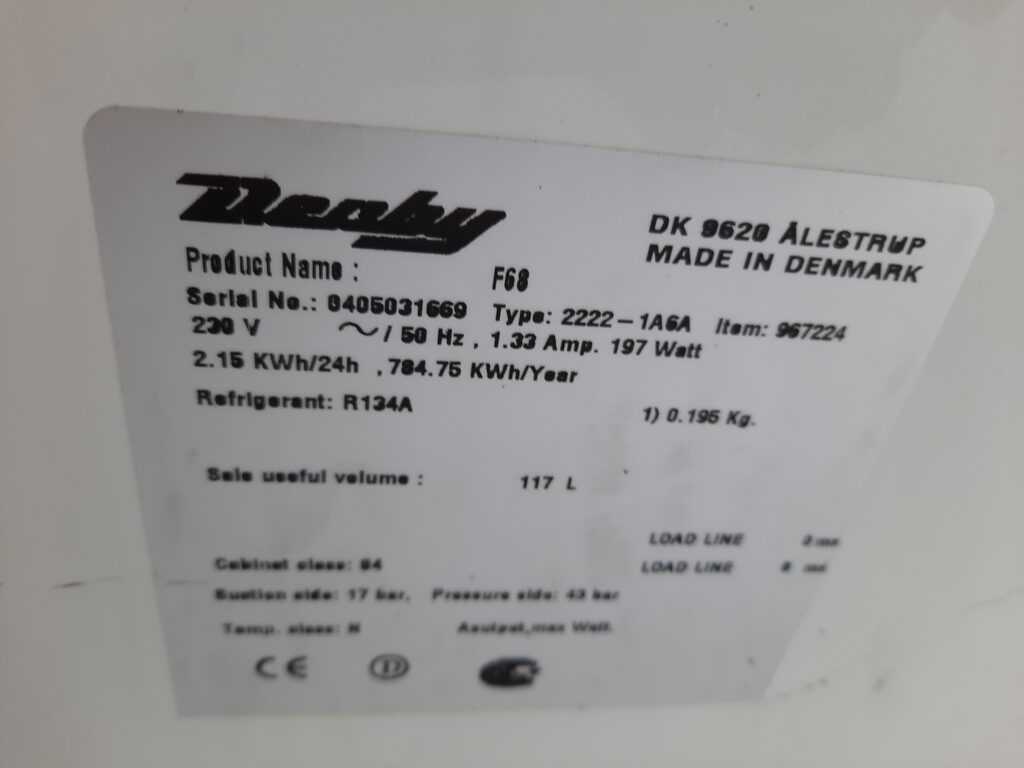 Derby
DK 9620 ÅLESTRUP
MADE IN DENMARK
Product Name : F68
Serial No.: 0405031669 Type: 2222-1A6A Item: 967224
230 V ~/ 50 Hz , 1.33 Amp. 197 Watt
2.15 KWh/24h , 784.75 KWh/Year
Refrigerant: R134A 1) 0.195 Kg.
Sale useful volume : 117 L
LOAD LINE
Cabinet class: S4 LOAD LINE
Suction side: 17 bar, Pressure side: 43 bar
Temp. class: N max Watt.
CE D